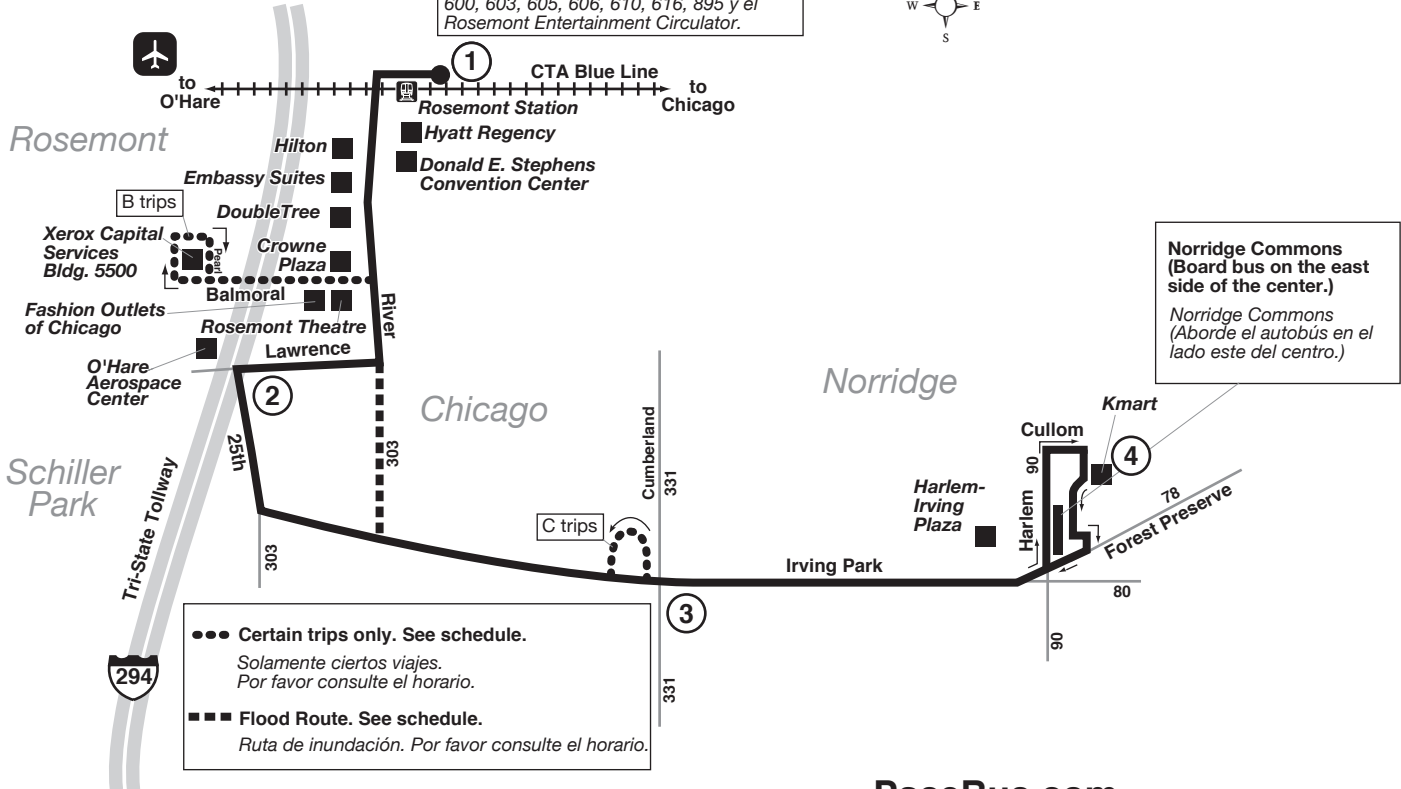 600, 603, 605, 606, 610, 616, 895 y el
Rosemont Entertainment Circulator.
W
E
S
1
CTA Blue Line
to
O'Hare
to
Chicago
Rosemont Station
Rosemont
Hyatt Regency
Hilton
Donald E. Stephens
Convention Center
Embassy Suites
B trips
DoubleTree
Xerox Capital
Services
Bldg. 5500
Pearl
Crowne
Plaza
Balmoral
River
Fashion Outlets
of Chicago
Rosemont Theatre
Lawrence
O'Hare
Aerospace
Center
Norridge Commons
(Board bus on the east
side of the center.)
Norridge Commons
(Aborde el autobús en el
lado este del centro.)
2
Chicago
Norridge
Kmart
Cullom
4
25th
303
Cumberland
331
90
Schiller
Park
Tri-State Tollway
Harlem-
Irving
Plaza
Harlem
78
Forest Preserve
C trips
303
Irving Park
80
3
90
331
294
Certain trips only. See schedule.
Solamente ciertos viajes.
Por favor consulte el horario.
Flood Route. See schedule.
Ruta de inundación. Por favor consulte el horario.